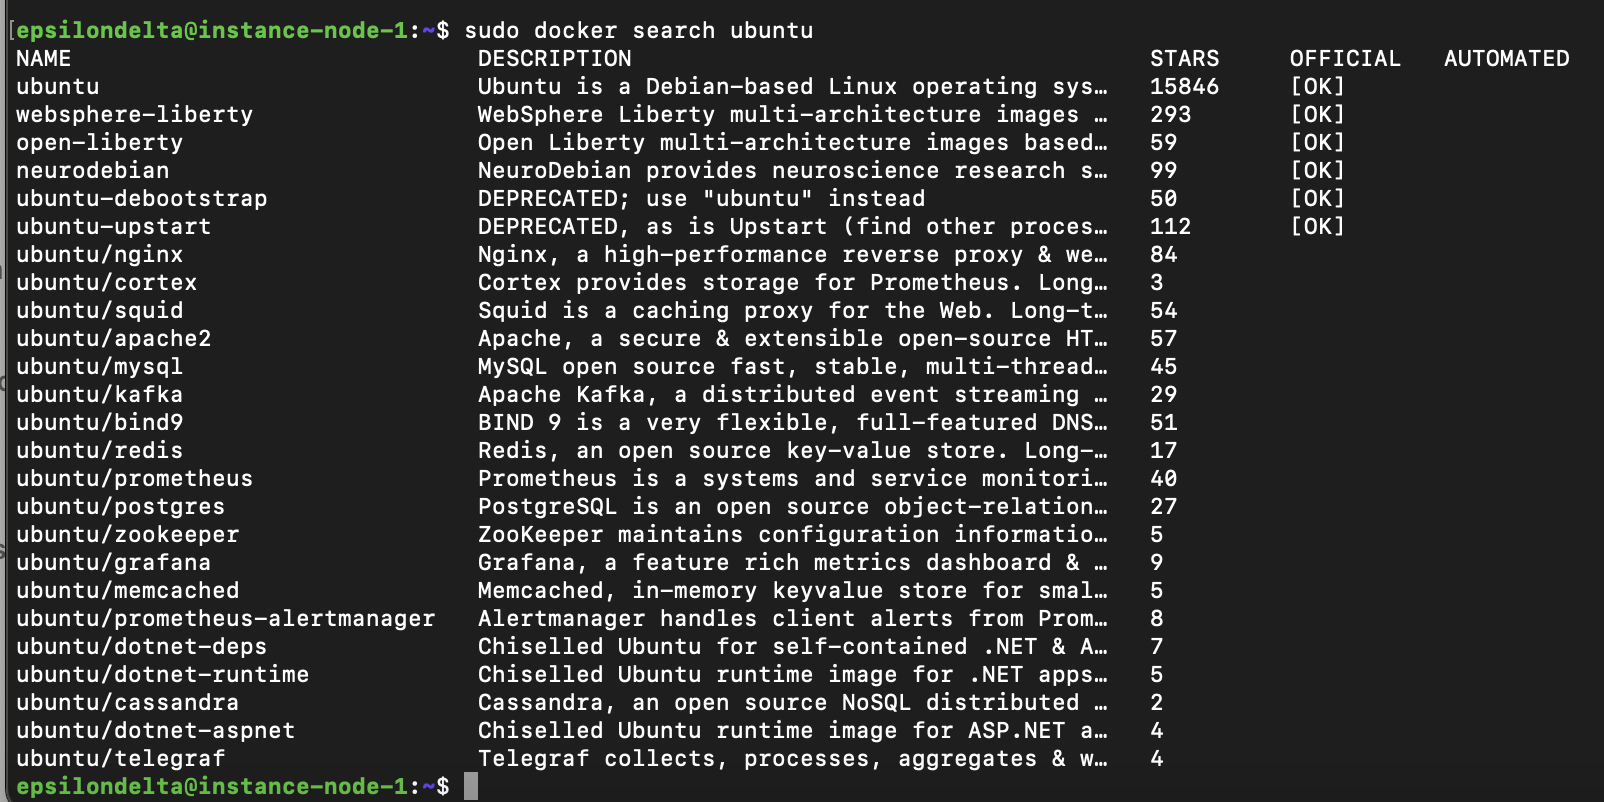 [epsilondelta@instance-node-1:~$ sudo docker search ubuntu
NAME DESCRIPTION STARS OFFICIAL AUTOMATED
ubuntu Ubuntu is a Debian-based Linux operating sys… 15846 [OK]
websphere-liberty WebSphere Liberty multi-architecture images … 293 [OK]
open-liberty Open Liberty multi-architecture images based… 59 [OK]
neurodebian NeuroDebian provides neuroscience research s… 99 [OK]
ubuntu-debootstrap DEPRECATED; use "ubuntu" instead 50 [OK]
ubuntu-upstart DEPRECATED, as is Upstart (find other proces… 112 [OK]
ubuntu/nginx Nginx, a high-performance reverse proxy & we… 84
ubuntu/cortex Cortex provides storage for Prometheus. Long… 3
ubuntu/squid Squid is a caching proxy for the Web. Long-t… 54
ubuntu/apache2 Apache, a secure & extensible open-source HT… 57
ubuntu/mysql MySQL open source fast, stable, multi-thread… 45
ubuntu/kafka Apache Kafka, a distributed event streaming … 29
ubuntu/bind9 BIND 9 is a very flexible, full-featured DNS… 51
ubuntu/redis Redis, an open source key-value store. Long-… 17
ubuntu/prometheus Prometheus is a systems and service monitori… 40
ubuntu/postgres PostgreSQL is an open source object-relation… 27
ubuntu/zookeeper ZooKeeper maintains configuration informatio… 5
ubuntu/grafana Grafana, a feature rich metrics dashboard & … 9
ubuntu/memcached Memcached, in-memory keyvalue store for smal… 5
ubuntu/prometheus-alertmanager Alertmanager handles client alerts from Prom… 8
ubuntu/dotnet-deps Chiselled Ubuntu for self-contained .NET & A… 7
ubuntu/dotnet-runtime Chiselled Ubuntu runtime image for .NET apps… 5
ubuntu/cassandra Cassandra, an open source NoSQL distributed … 2
ubuntu/dotnet-aspnet Chiselled Ubuntu runtime image for ASP.NET a… 4
ubuntu/telegraf Telegraf collects, processes, aggregates & w… 4
epsilondelta@instance-node-1:~$